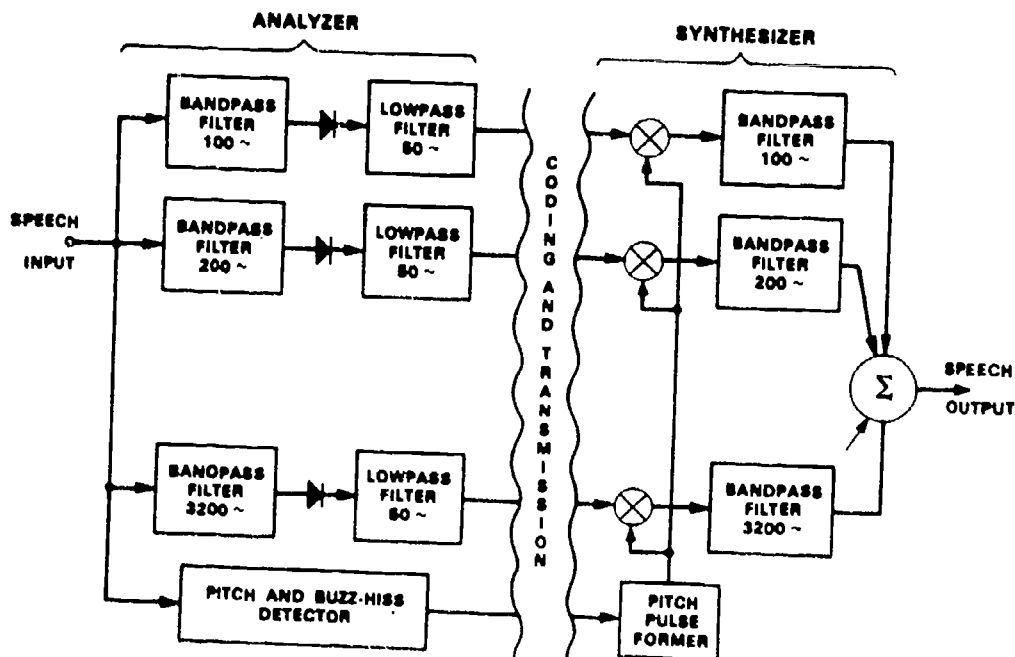 ANALYZER
SYNTHESIZER
BANDPASS
FILTER
100 ~
LOWPASS
FILTER
50 ~
BANDPASS
FILTER
100 ~
SPEECH
INPUT
BANDPASS
FILTER
200 ~
LOWPASS
FILTER
50 ~
BANDPASS
FILTER
200 ~
CODING AND TRANSMISSION
Σ
SPEECH
OUTPUT
BANDPASS
FILTER
3200 ~
LOWPASS
FILTER
50 ~
BANDPASS
FILTER
3200 ~
PITCH AND BUZZ-HISS
DETECTOR
PITCH
PULSE
FORMER